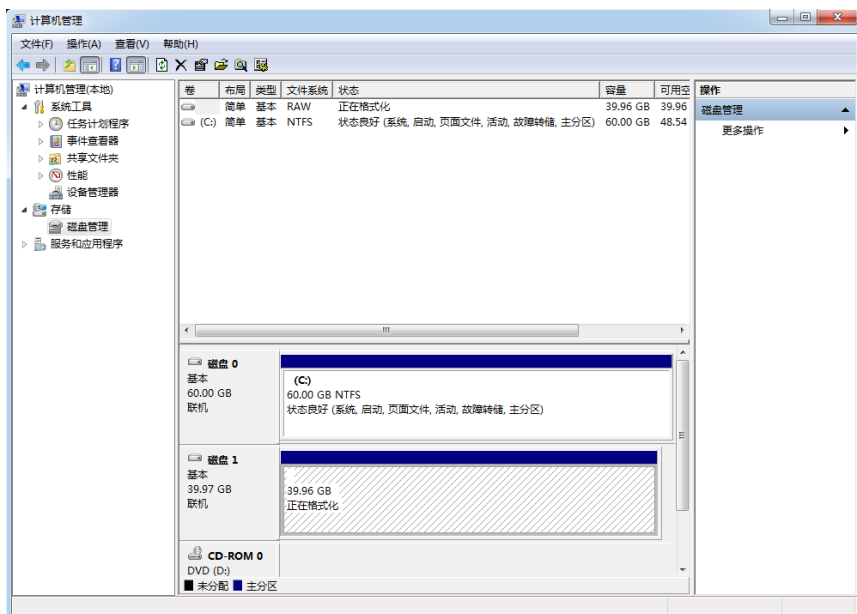 计算机管理
文件(F) 操作(A) 查看(V) 帮助(H)
计算机管理(本地)
系统工具
任务计划程序
事件查看器
共享文件夹
性能
设备管理器
存储
磁盘管理
服务和应用程序
卷 布局 类型 文件系统 状态 容量 可用空
简单 基本 RAW 正在格式化 39.96 GB 39.96
(C:) 简单 基本 NTFS 状态良好 (系统, 启动, 页面文件, 活动, 故障转储, 主分区) 60.00 GB 48.54
磁盘 0
基本
60.00 GB
联机
(C:)
60.00 GB NTFS
状态良好 (系统, 启动, 页面文件, 活动, 故障转储, 主分区)
磁盘 1
基本
39.97 GB
联机
39.96 GB
正在格式化
CD-ROM 0
DVD (D:)
未分配 主分区
操作
磁盘管理
更多操作